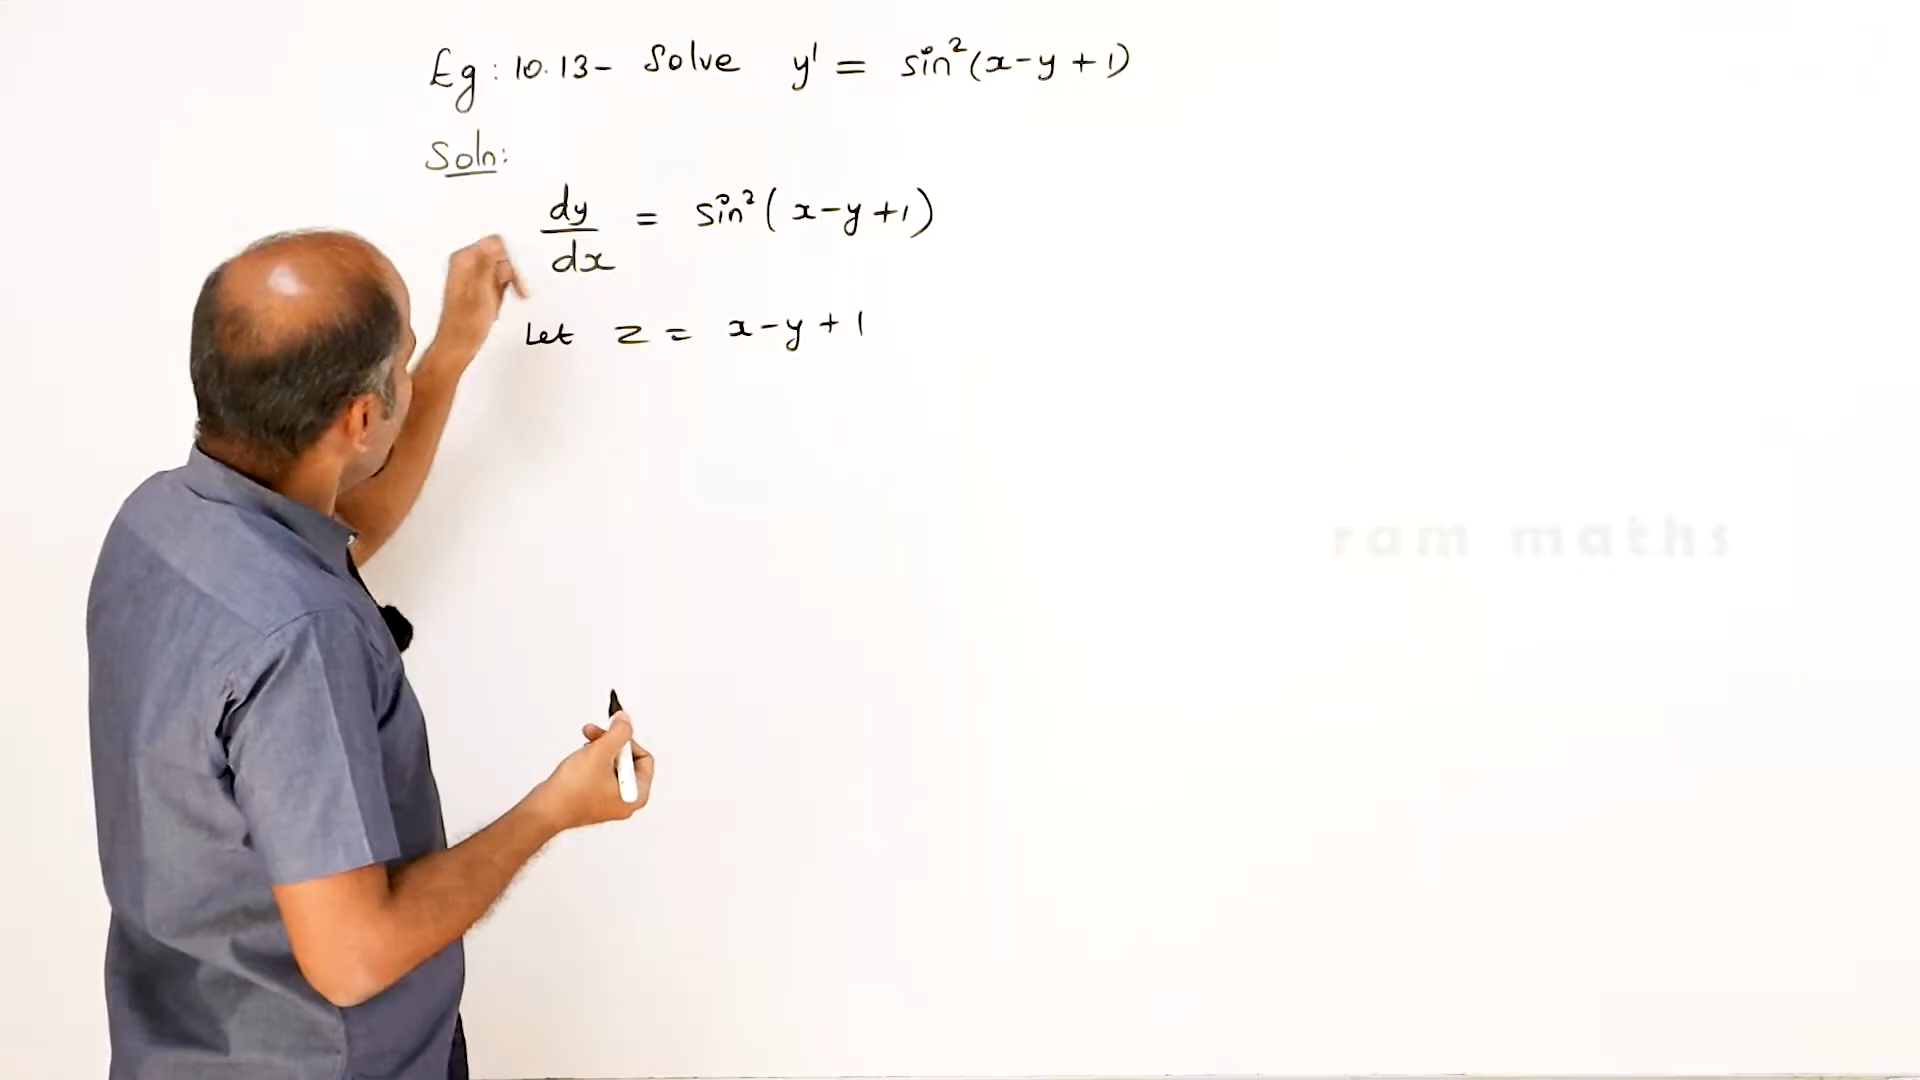 Eg: 10.13- Solve y' = sin²(x-y+1)
Soln:
dy/dx = sin²(x-y+1)
Let z = x-y+1
ram maths